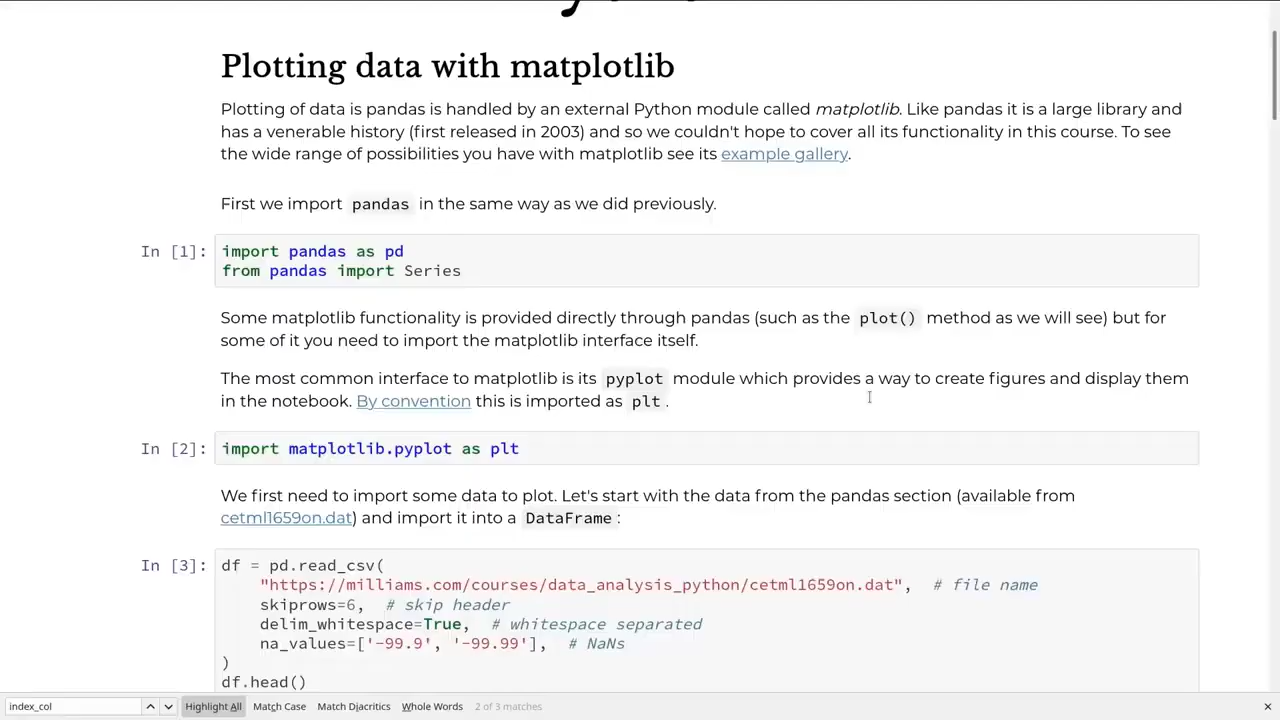 Plotting data with matplotlib
Plotting of data is pandas is handled by an external Python module called matplotlib. Like pandas it is a large library and
has a venerable history (first released in 2003) and so we couldn't hope to cover all its functionality in this course. To see
the wide range of possibilities you have with matplotlib see its example gallery.
First we import pandas in the same way as we did previously.
In [1]: import pandas as pd
from pandas import Series
Some matplotlib functionality is provided directly through pandas (such as the plot() method as we will see) but for
some of it you need to import the matplotlib interface itself.
The most common interface to matplotlib is its pyplot module which provides a way to create figures and display them
in the notebook. By convention this is imported as plt.
In [2]: import matplotlib.pyplot as plt
We first need to import some data to plot. Let's start with the data from the pandas section (available from
cetml1659on.dat) and import it into a DataFrame:
In [3]: df = pd.read_csv(
"https://milliams.com/courses/data_analysis_python/cetml1659on.dat", # file name
skiprows=6, # skip header
delim_whitespace=True, # whitespace separated
na_values=['-99.9', '-99.99'], # NaNs
)
df.head()
index_col Highlight All Match Case Match Diacritics Whole Words 2 of 3 matches